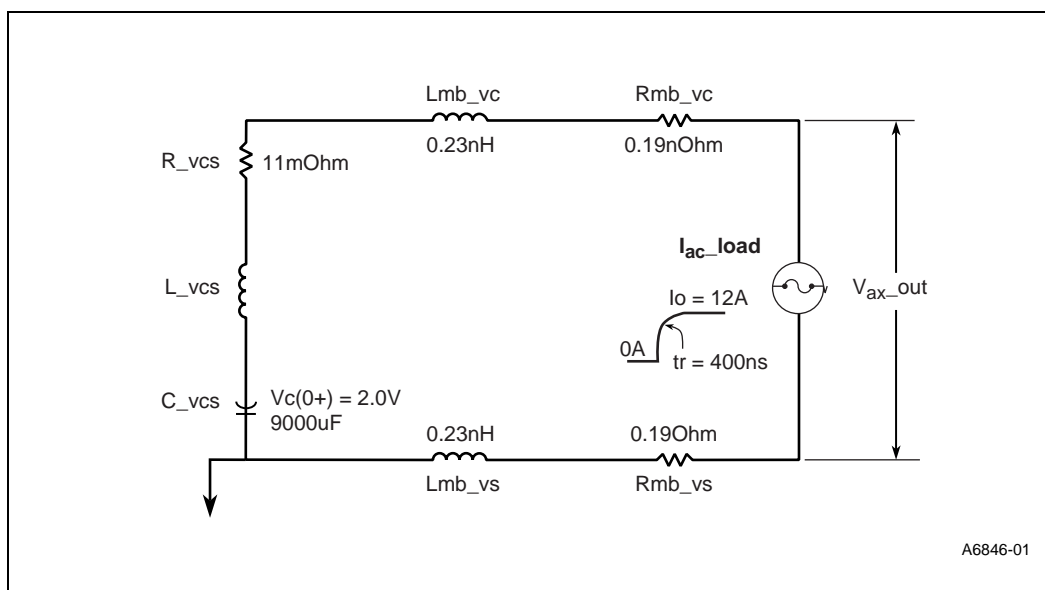 Lmb_vc
Rmb_vc
0.23nH
0.19nOhm
R_vcs
11mOhm
Iac_load
L_vcs
Io = 12A
Vax_out
0A
tr = 400ns
C_vcs
Vc(0+) = 2.0V
9000uF
0.23nH
0.19Ohm
Lmb_vs
Rmb_vs
A6846-01